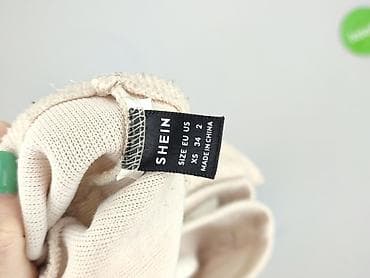 SHEIN
SIZE EU US
XS 34 2
MADE IN CHINA